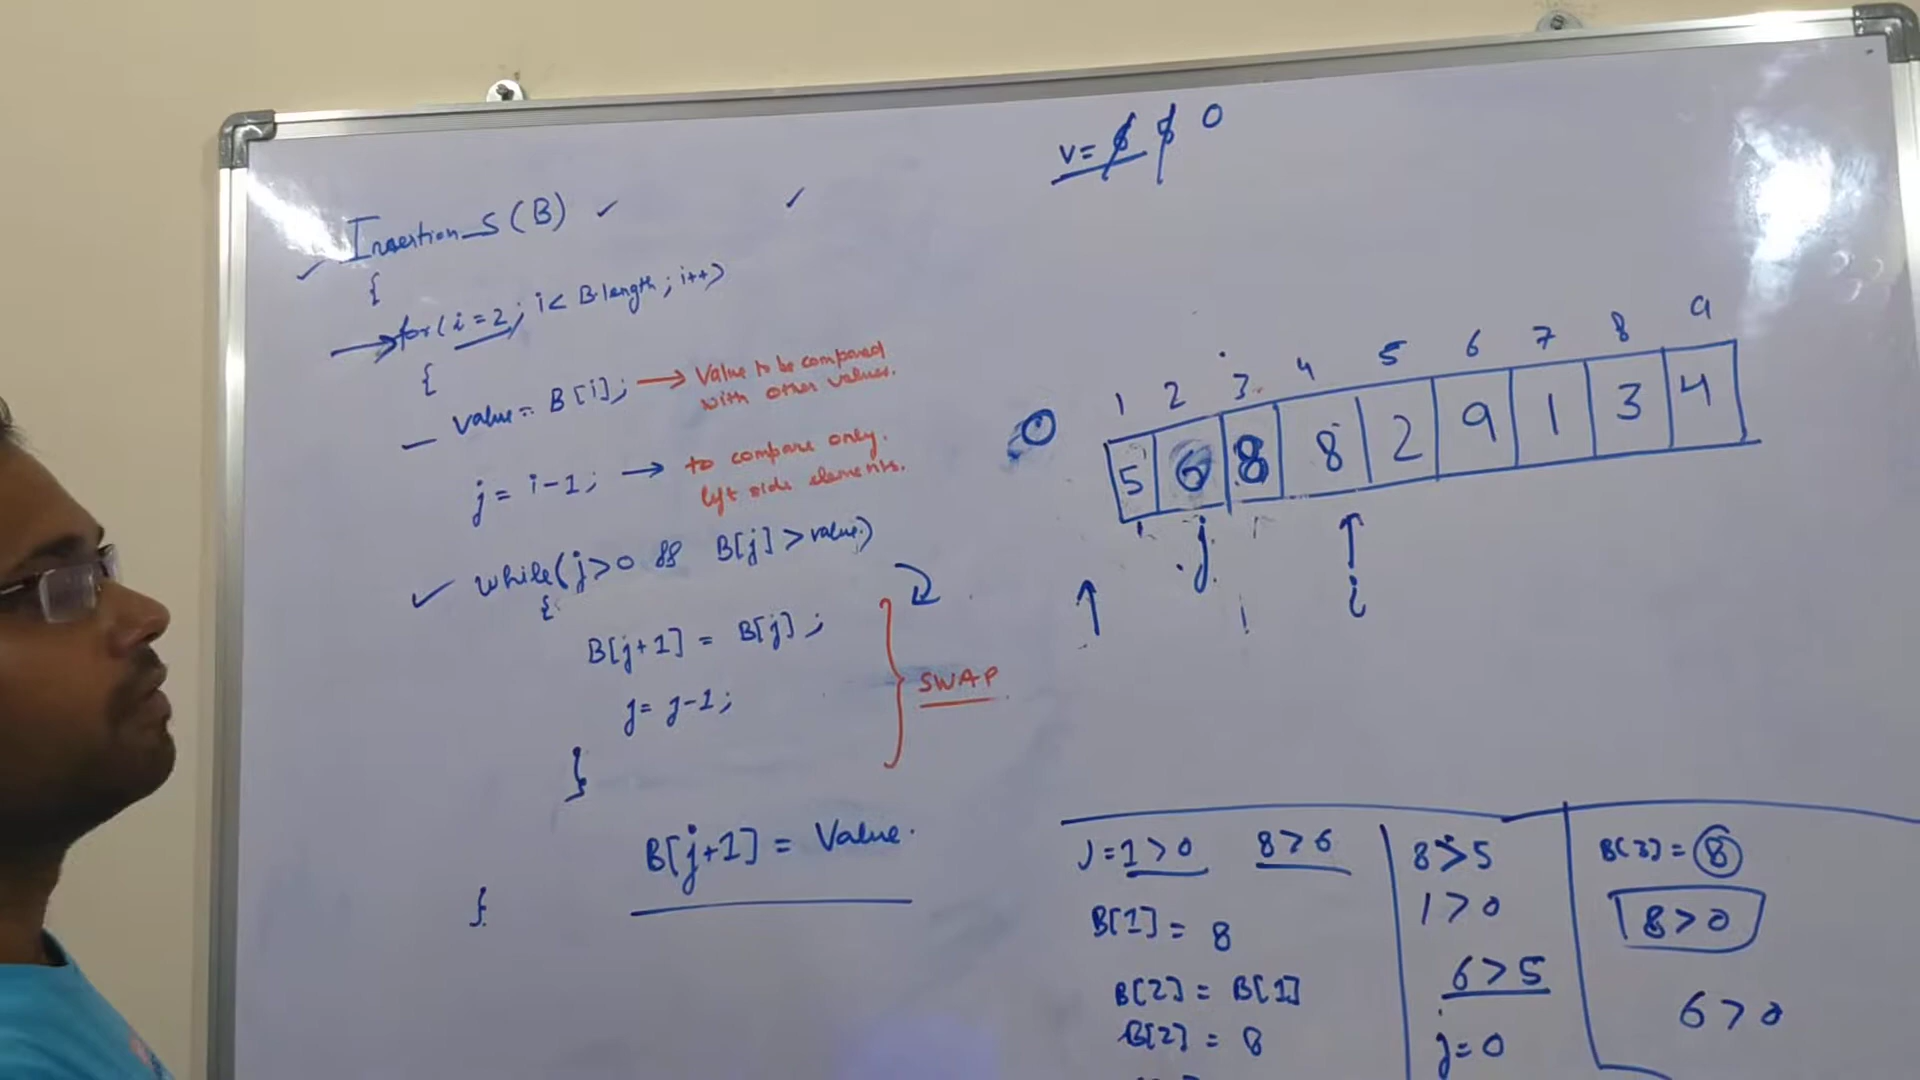 Insertion_S(B)
{
for(i=2; i< B.length; i++)
{
value = B[i]; → Value to be compared
with other values.
j = i-1; → to compare only
left side elements.
while(j>0 && B[j] > value)
{
B[j+1] = B[j];
j= j-1;
}
SWAP
B[j+1] = Value.
}
v= 6 5 0
1 2 3 4 5 6 7 8 9
0 5 6 8 8 2 9 1 3 4
j
i
J=1>0 8>6
B[1] = 8
B[2] = B[1]
B[2] = 8
8>5
1>0
6>5
j=0
B[3] = 8
8>0
6>0